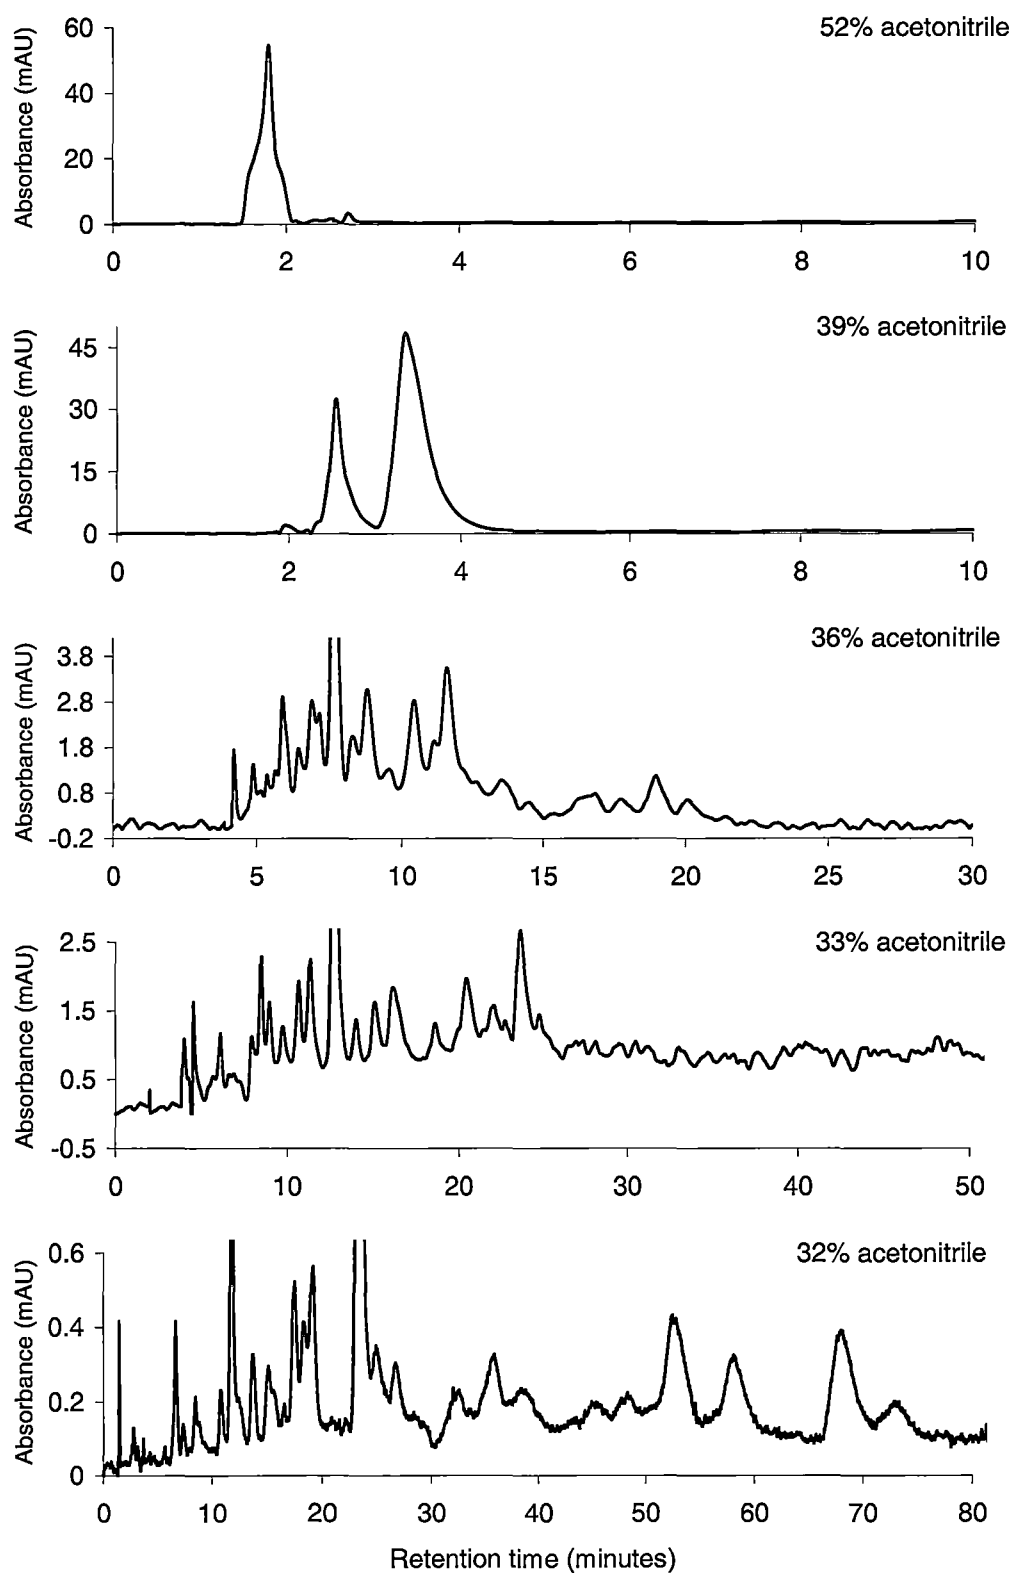 52% acetonitrile
Absorbance (mAU)
60
40
20
0
0 2 4 6 8 10
39% acetonitrile
Absorbance (mAU)
45
30
15
0
0 2 4 6 8 10
36% acetonitrile
Absorbance (mAU)
3.8
2.8
1.8
0.8
-0.2
0 5 10 15 20 25 30
33% acetonitrile
Absorbance (mAU)
2.5
1.5
0.5
-0.5
0 10 20 30 40 50
32% acetonitrile
Absorbance (mAU)
0.6
0.4
0.2
0
0 10 20 30 40 50 60 70 80
Retention time (minutes)